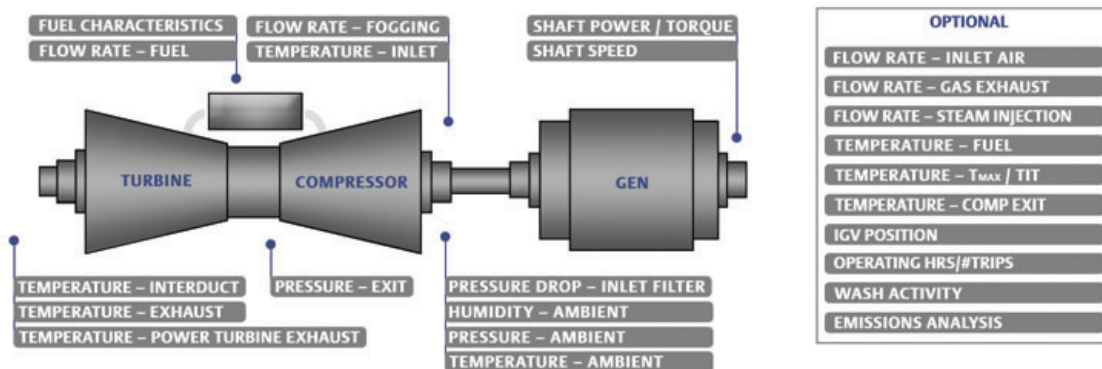 FUEL CHARACTERISTICS
FLOW RATE – FUEL
FLOW RATE – FOGGING
TEMPERATURE – INLET
SHAFT POWER / TORQUE
SHAFT SPEED
TURBINE
COMPRESSOR
GEN
TEMPERATURE – INTERDUCT
TEMPERATURE – EXHAUST
TEMPERATURE – POWER TURBINE EXHAUST
PRESSURE – EXIT
PRESSURE DROP – INLET FILTER
HUMIDITY – AMBIENT
PRESSURE – AMBIENT
TEMPERATURE – AMBIENT
OPTIONAL
FLOW RATE – INLET AIR
FLOW RATE – GAS EXHAUST
FLOW RATE – STEAM INJECTION
TEMPERATURE – FUEL
TEMPERATURE – TMAX / TIT
TEMPERATURE – COMP EXIT
IGV POSITION
OPERATING HRS/#TRIPS
WASH ACTIVITY
EMISSIONS ANALYSIS